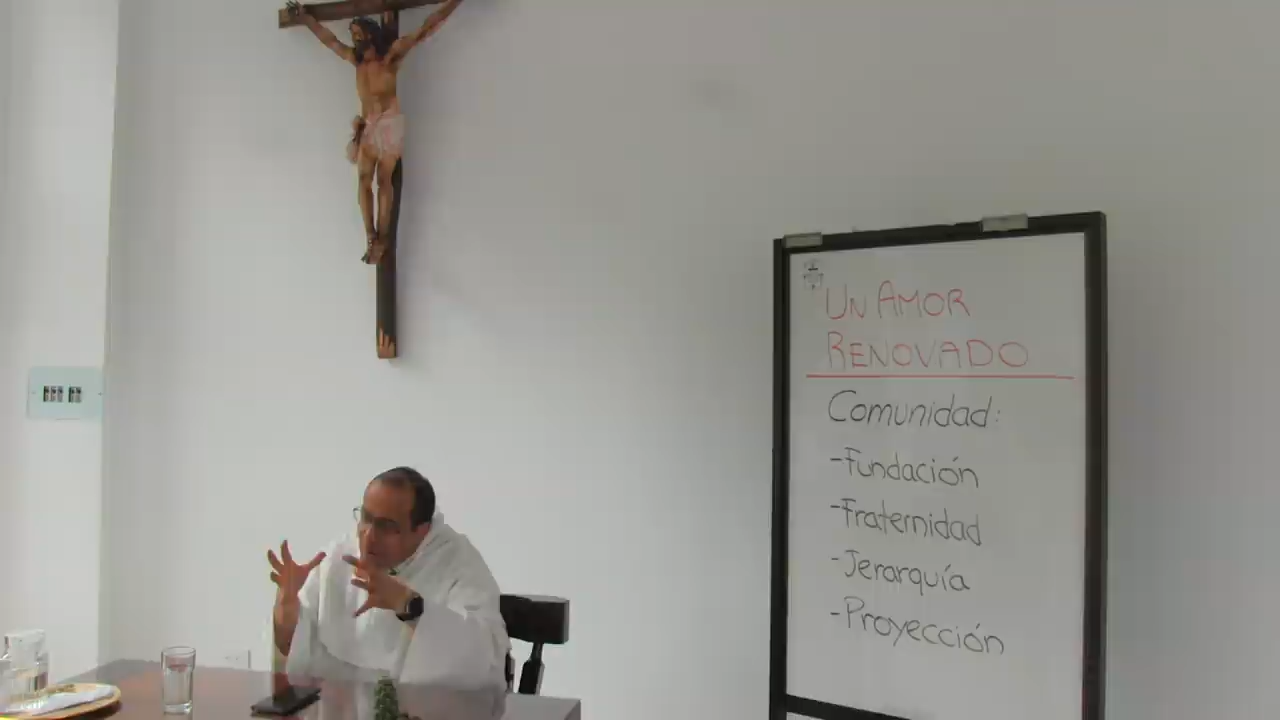 UN AMOR
RENOVADO
Comunidad:
-Fundación
-Fraternidad
-Jerarquía
-Proyección